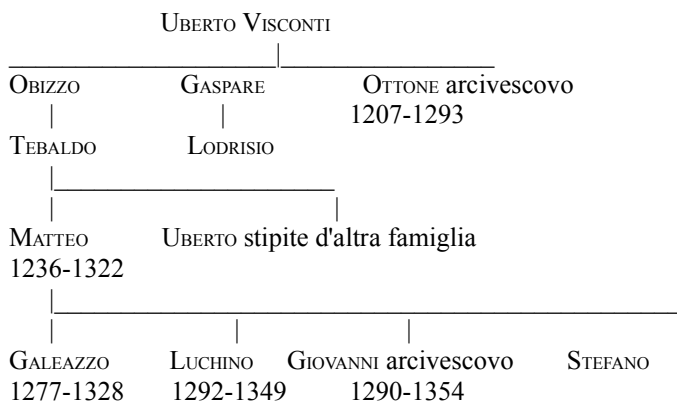 Uberto Visconti
Obizzo Gaspare Ottone arcivescovo
1207-1293
Tebaldo Lodrisio
Matteo Uberto stipite d'altra famiglia
1236-1322
Galeazzo Luchino Giovanni arcivescovo Stefano
1277-1328 1292-1349 1290-1354